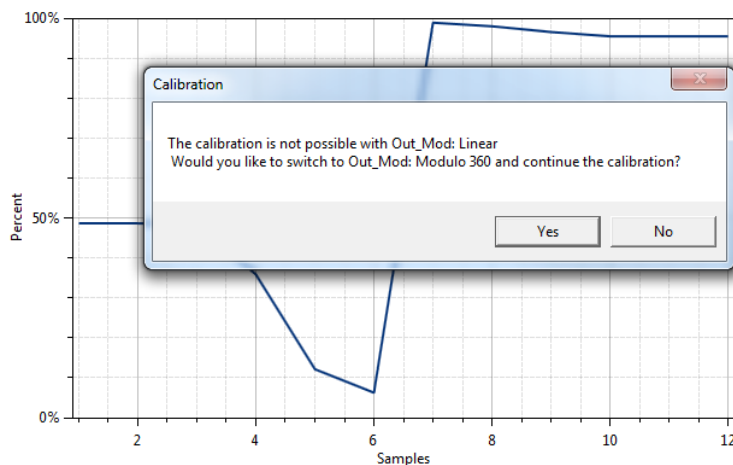 100%
Calibration
The calibration is not possible with Out_Mod: Linear
Would you like to switch to Out_Mod: Modulo 360 and continue the calibration?
Yes
No
50%
Percent
0%
2
4
6
8
10
12
Samples